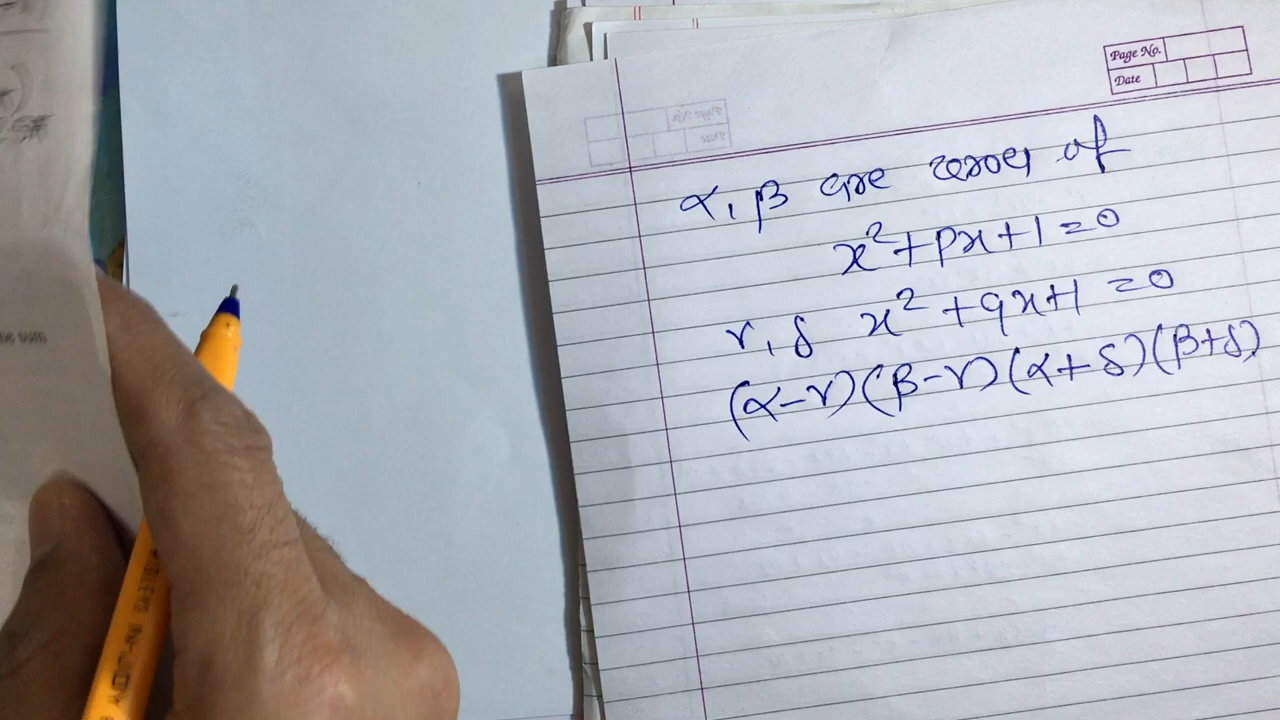 Page No.
Date
α, β are zeroes of
x² + px + 1 = 0
γ, δ x² + qx + 1 = 0
(α-γ)(β-γ)(α+δ)(β+δ)